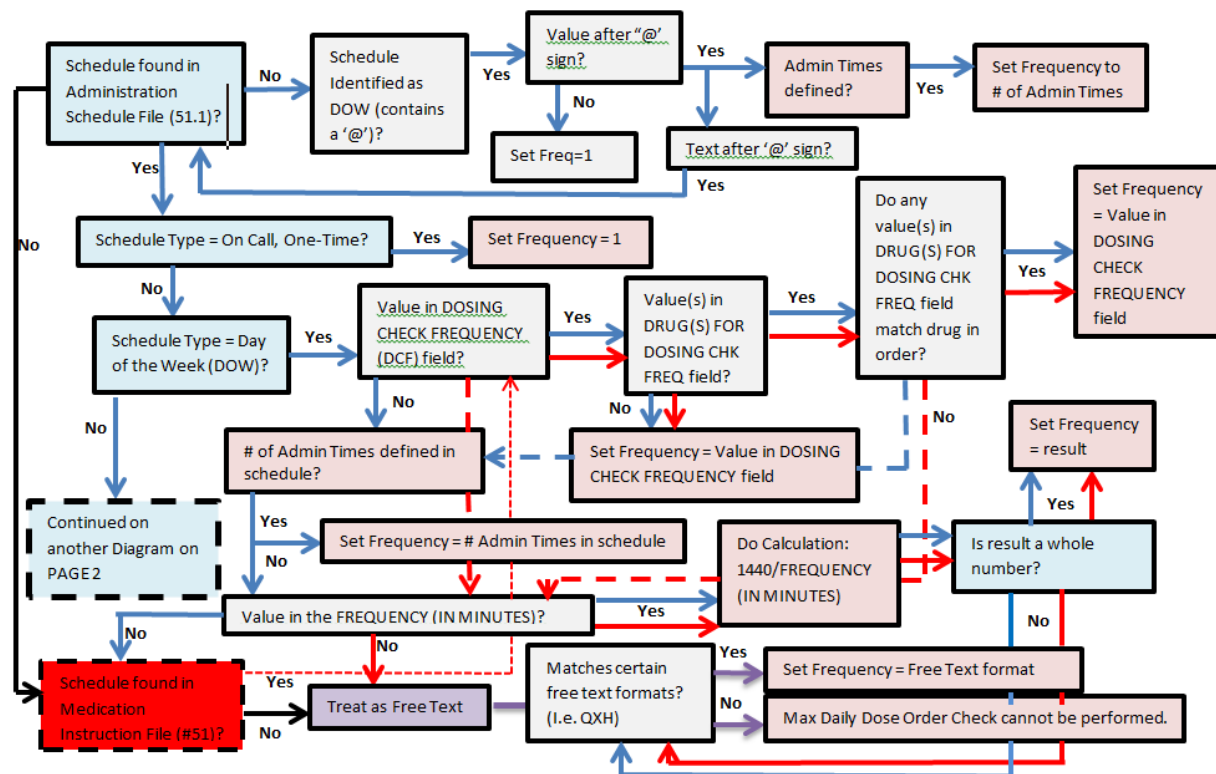 Schedule found in
Administration
Schedule File (51.1)?
No
Schedule
Identified as
DOW (contains
a '@')?
Yes
Value after "@'
sign?
Yes
Admin Times
defined?
Yes
Set Frequency to
# of Admin Times
No
Set Freq=1
Text after '@' sign?
Yes
Yes
No
Schedule Type = On Call, One-Time?
Yes
Set Frequency = 1
No
Schedule Type = Day
of the Week (DOW)?
Yes
Value in DOSING
CHECK FREQUENCY
(DCF) field?
Yes
Value(s) in
DRUG(S) FOR
DOSING CHK
FREQ field?
Yes
Do any
value(s) in
DRUG(S) FOR
DOSING CHK
FREQ field
match drug in
order?
Yes
Set Frequency
= Value in
DOSING
CHECK
FREQUENCY
field
No
No
No
No
# of Admin Times defined in
schedule?
Set Frequency = Value in DOSING
CHECK FREQUENCY field
Set Frequency
= result
Continued on
another Diagram on
PAGE 2
Yes
No
Set Frequency = # Admin Times in schedule
Do Calculation:
1440/FREQUENCY
(IN MINUTES)
Yes
Is result a whole
number?
Value in the FREQUENCY (IN MINUTES)?
Yes
No
No
No
Schedule found in
Medication
Instruction File (#51)?
Yes
No
Treat as Free Text
Matches certain
free text formats?
(I.e. QXH)
Yes
Set Frequency = Free Text format
No
Max Daily Dose Order Check cannot be performed.